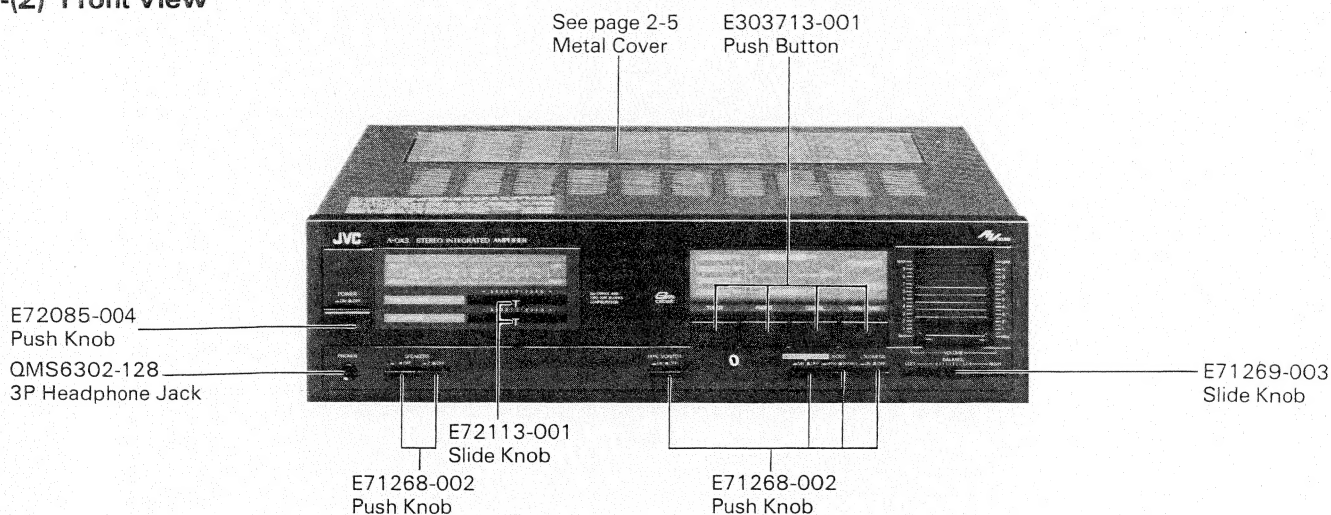 -(2) Front View
See page 2-5
Metal Cover
E303713-001
Push Button
JVC
A-GX3 STEREO INTEGRATED AMPLIFIER
POWER
E72085-004
Push Knob
PHONES
SPEAKERS
TAPE MONITOR
VOLUME
BALANCE
QMS6302-128
3P Headphone Jack
E71269-003
Slide Knob
E72113-001
Slide Knob
E71268-002
Push Knob
E71268-002
Push Knob